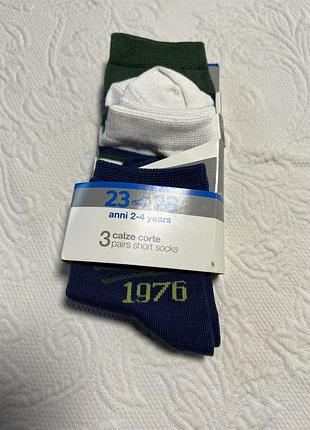 23
anni 2-4 years
3 calze corte
pairs short socks
1976